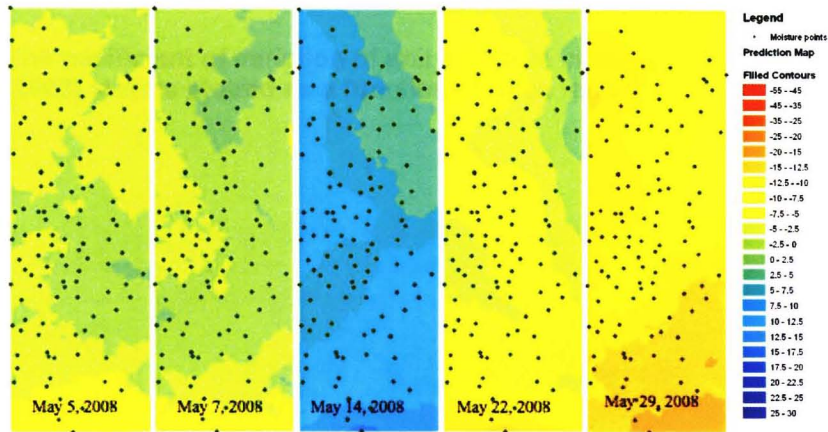 Legend
Moisture points
Prediction Map
Filled Contours
-55 - -45
-45 - -35
-35 - -25
-25 - -20
-20 - -15
-15 - -12.5
-12.5 - -10
-10 - -7.5
-7.5 - -5
-5 - -2.5
-2.5 - 0
0 - 2.5
2.5 - 5
5 - 7.5
7.5 - 10
10 - 12.5
12.5 - 15
15 - 17.5
17.5 - 20
20 - 22.5
22.5 - 25
25 - 30
May 5, 2008
May 7, 2008
May 14, 2008
May 22, 2008
May 29, 2008